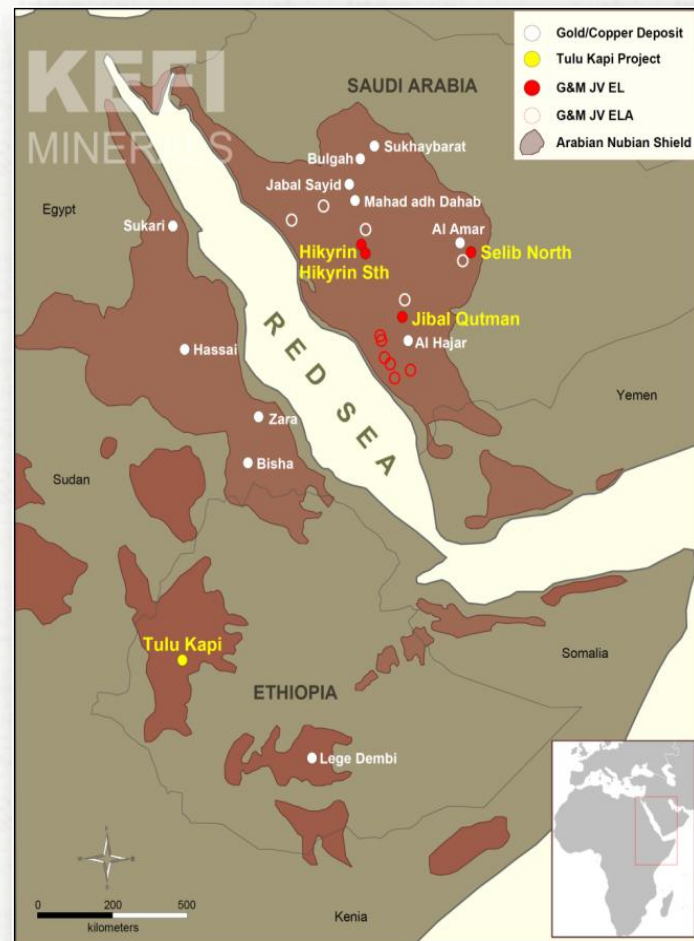 KEFI
MINERALS
Gold/Copper Deposit
Tulu Kapi Project
G&M JV EL
G&M JV ELA
Arabian Nubian Shield
SAUDI ARABIA
Sukhaybarat
Bulgah
Jabal Sayid
Mahad adh Dahab
Egypt
Sukari
Al Amar
Hikyrin
Selib North
Hikyrin Sth
Jibal Qutman
Al Hajar
RED SEA
Hassai
Yemen
Zara
Bisha
Sudan
Tulu Kapi
Somalia
ETHIOPIA
Lege Dembi
0 200 500
kilometers
Kenia